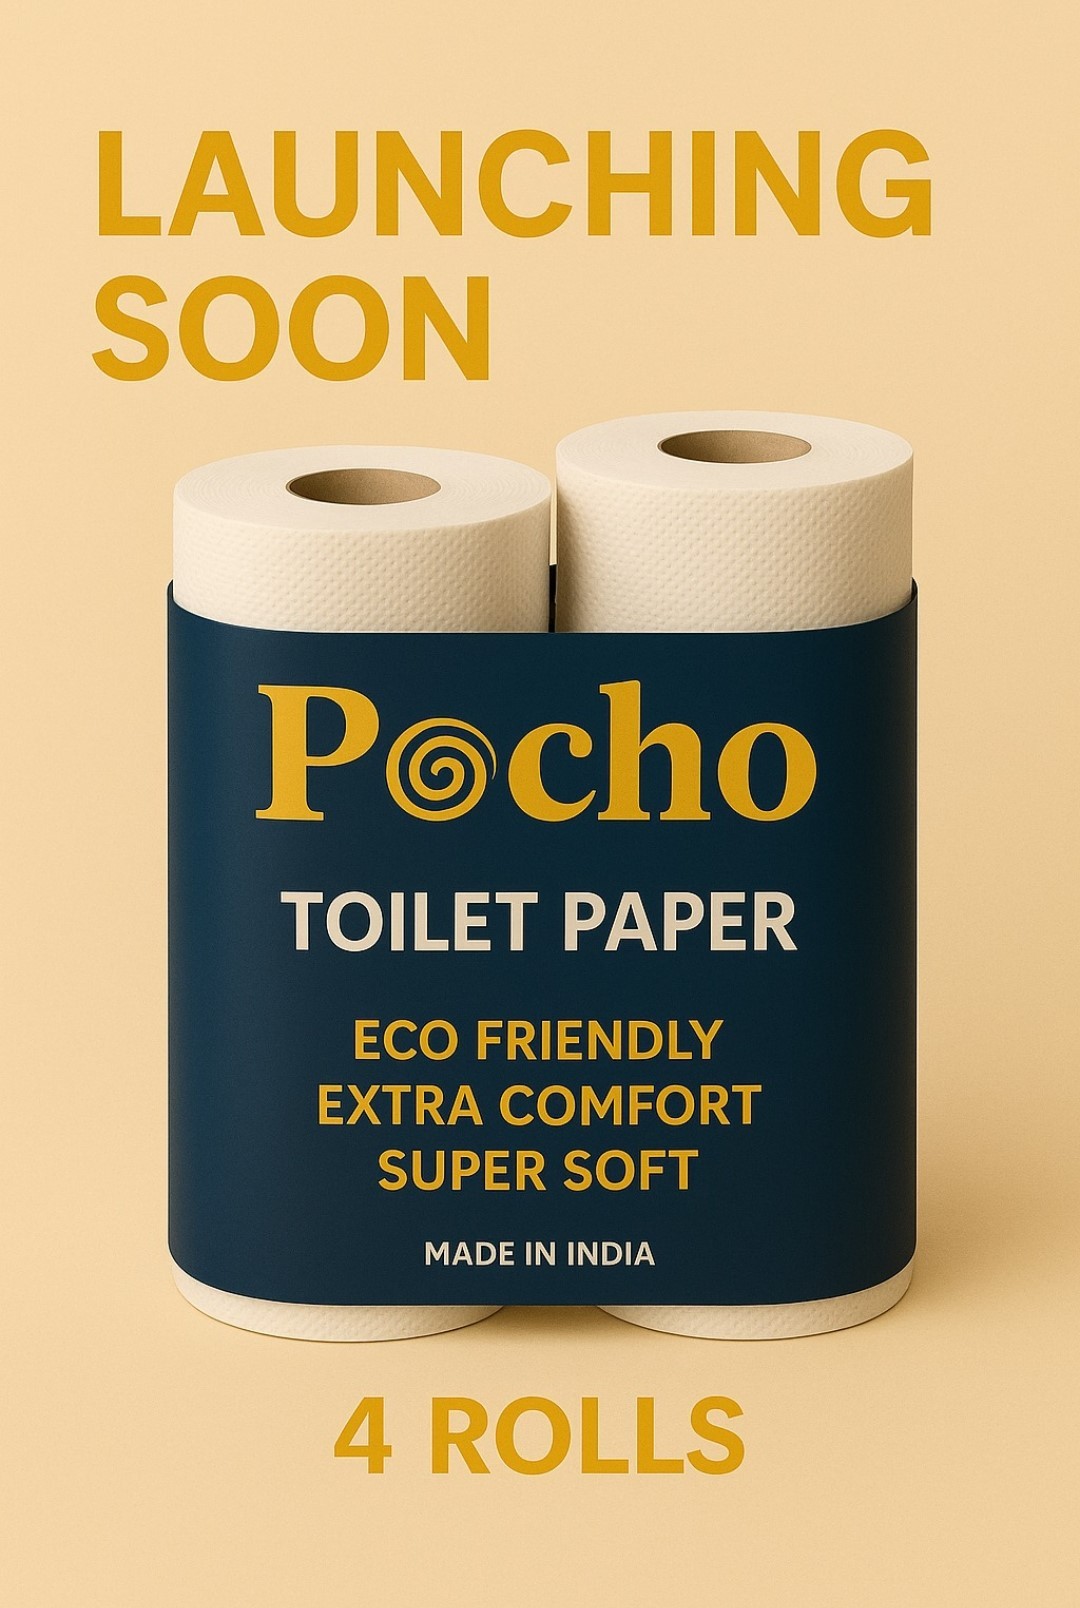 LAUNCHING
SOON
Pocho
TOILET PAPER
ECO FRIENDLY
EXTRA COMFORT
SUPER SOFT
MADE IN INDIA
4 ROLLS